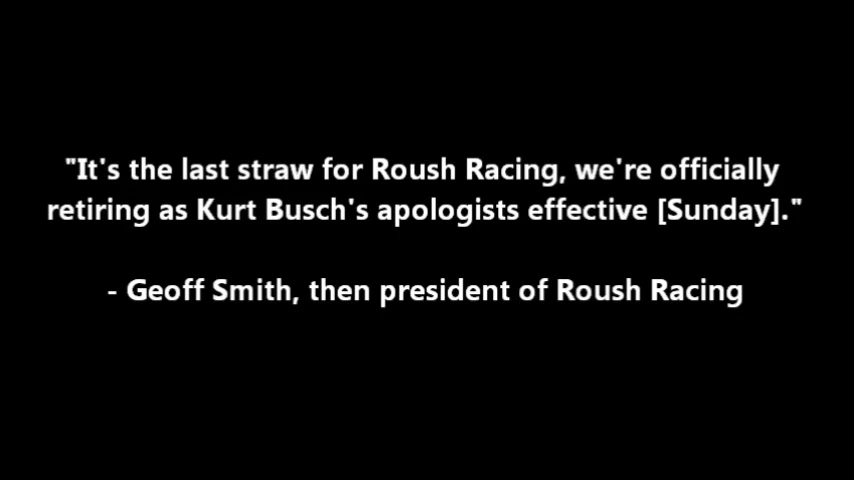 "It's the last straw for Roush Racing, we're officially
retiring as Kurt Busch's apologists effective [Sunday]."
- Geoff Smith, then president of Roush Racing